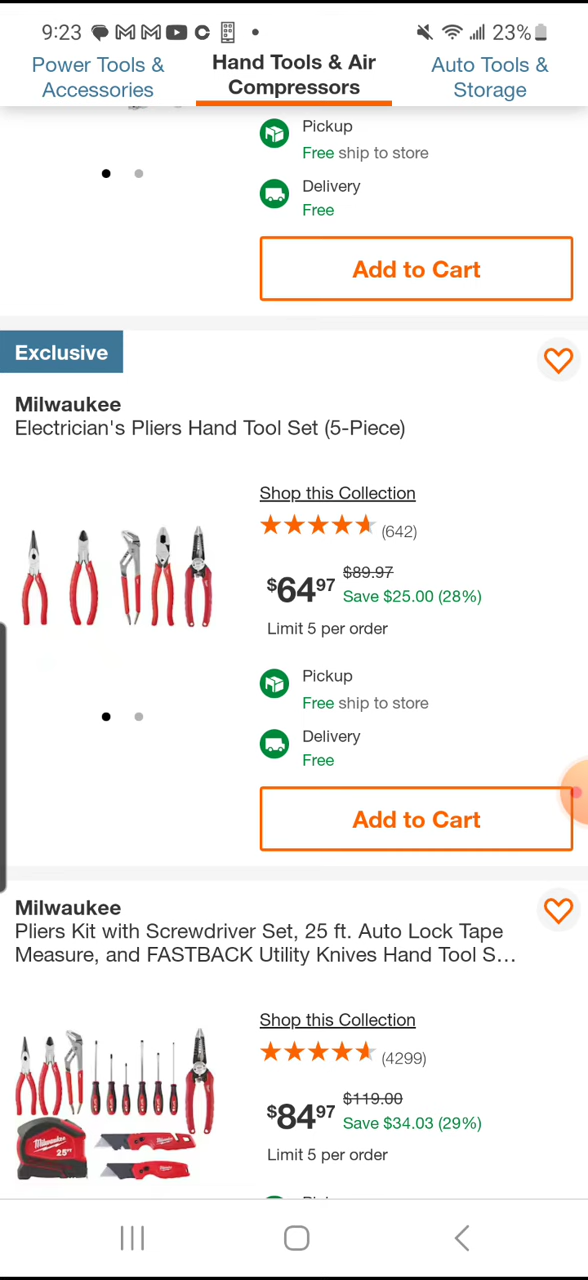 9:23
23%
Power Tools &
Accessories
Hand Tools & Air
Compressors
Auto Tools &
Storage
Pickup
Free ship to store
Delivery
Free
Add to Cart
Exclusive
Milwaukee
Electrician's Pliers Hand Tool Set (5-Piece)
Shop this Collection
(642)
$6497
$89.97
Save $25.00 (28%)
Limit 5 per order
Pickup
Free ship to store
Delivery
Free
Add to Cart
Milwaukee
Pliers Kit with Screwdriver Set, 25 ft. Auto Lock Tape
Measure, and FASTBACK Utility Knives Hand Tool S...
Shop this Collection
(4299)
$8497
$119.00
Save $34.03 (29%)
Limit 5 per order
Milwaukee
25FT